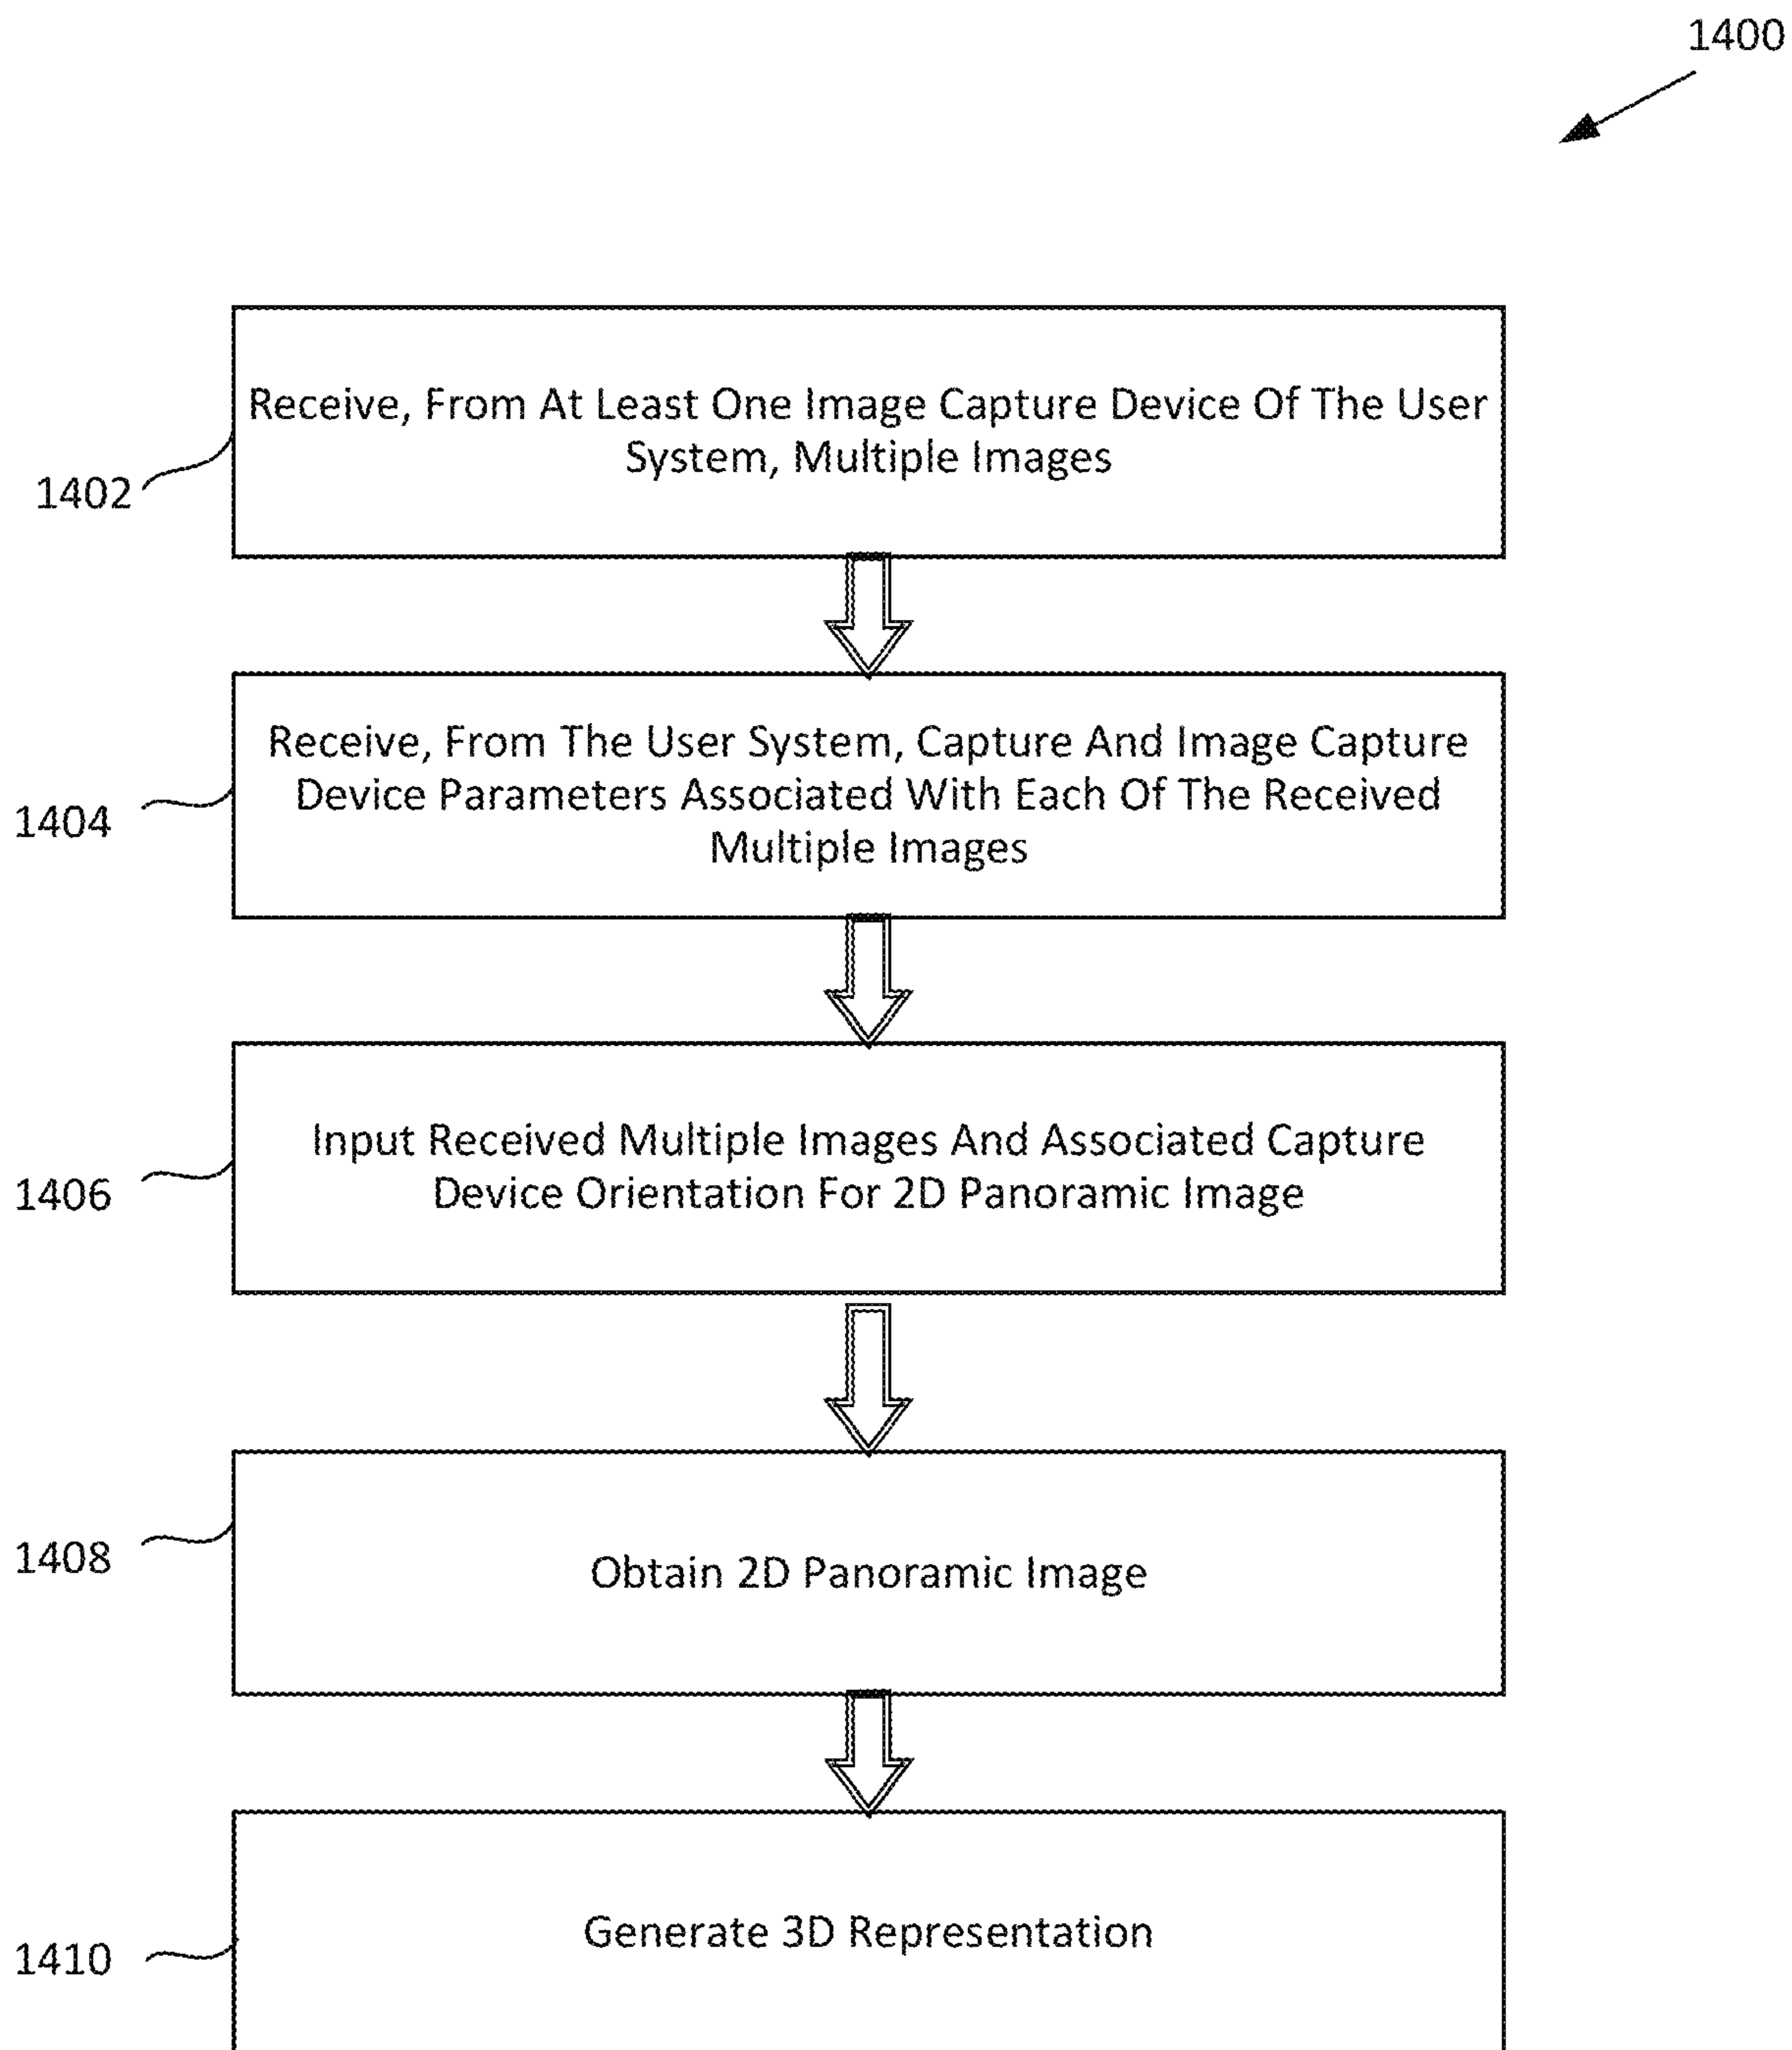 1400
Receive, From At Least One Image Capture Device Of The User
System, Multiple Images
1402
Receive, From The User System, Capture And Image Capture
Device Parameters Associated With Each Of The Received
Multiple Images
1404
Input Received Multiple Images And Associated Capture
Device Orientation For 2D Panoramic Image
1406
Obtain 2D Panoramic Image
1408
Generate 3D Representation
1410